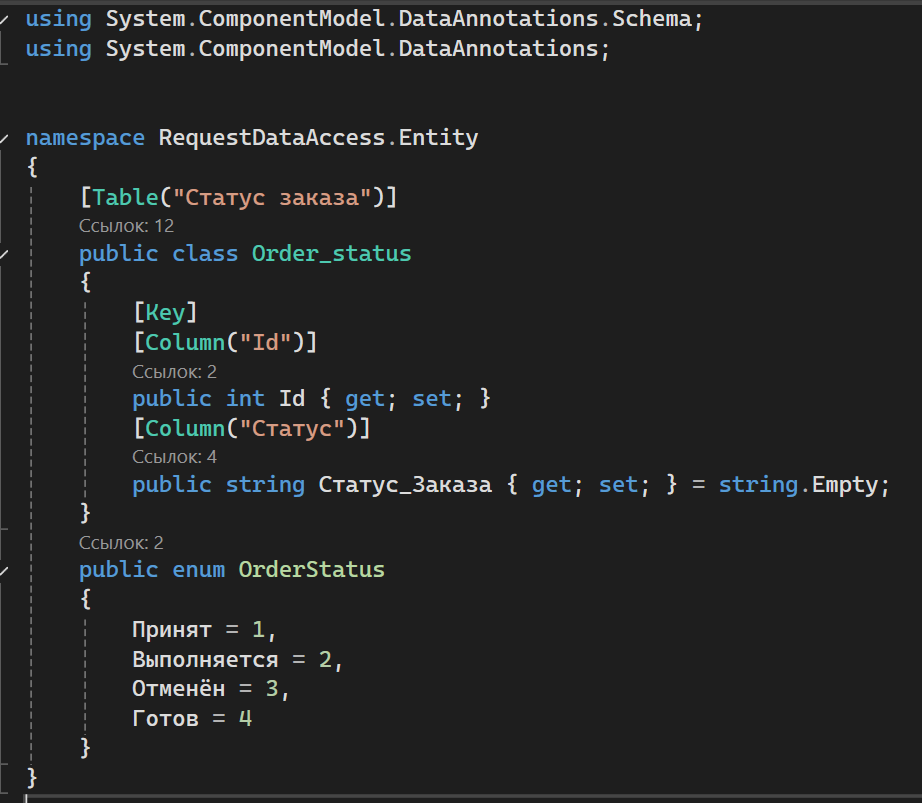 using System.ComponentModel.DataAnnotations.Schema;
using System.ComponentModel.DataAnnotations;
namespace RequestDataAccess.Entity
{
[Table("Статус заказа")]
Ссылок: 12
public class Order_status
{
[Key]
[Column("Id")]
Ссылок: 2
public int Id { get; set; }
[Column("Статус")]
Ссылок: 4
public string Статус_Заказа { get; set; } = string.Empty;
}
Ссылок: 2
public enum OrderStatus
{
Принят = 1,
Выполняется = 2,
Отменён = 3,
Готов = 4
}
}